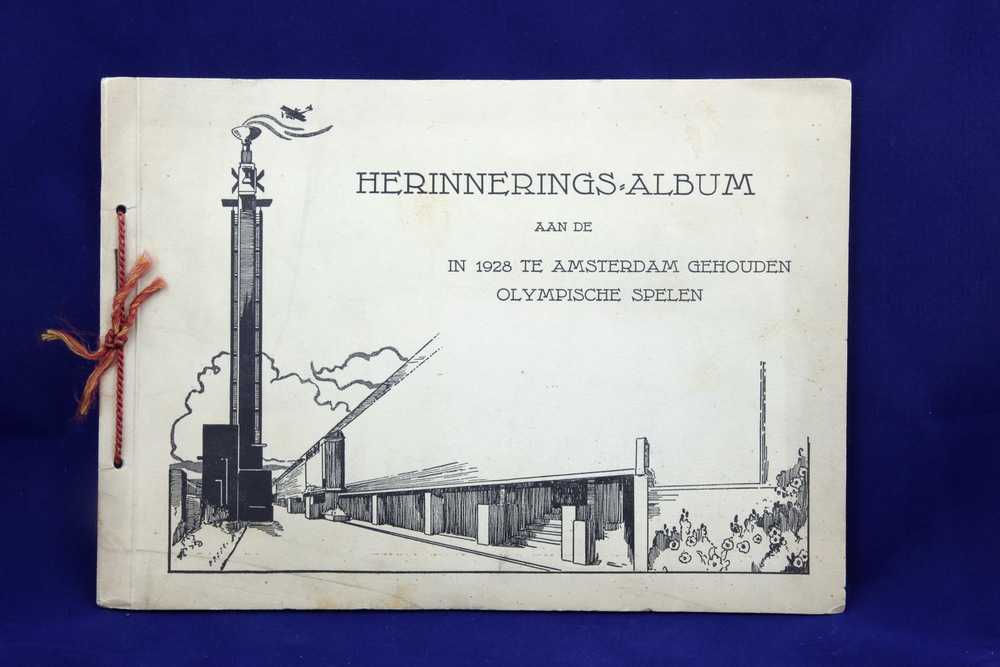 HERINNERINGS=ALBUM
AAN DE
IN 1928 TE AMSTERDAM GEHOUDEN
OLYMPISCHE SPELEN